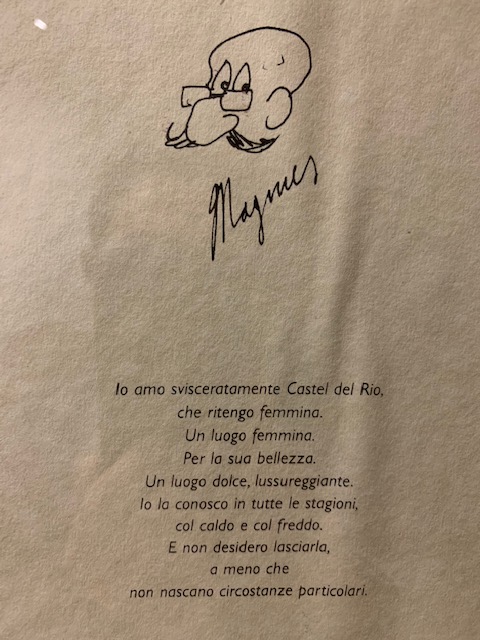 Magnus
Io amo svisceratamente Castel del Rio,
che ritengo femmina.
Un luogo femmina.
Per la sua bellezza.
Un luogo dolce, lussureggiante.
Io la conosco in tutte le stagioni,
col caldo e col freddo.
E non desidero lasciarla,
a meno che
non nascano circostanze particolari.